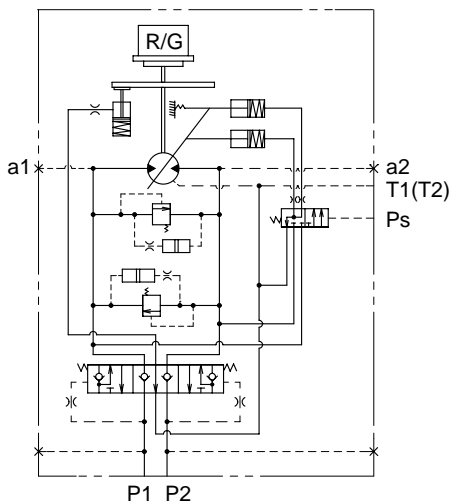 R/G
a1
a2
T1(T2)
Ps
P1 P2